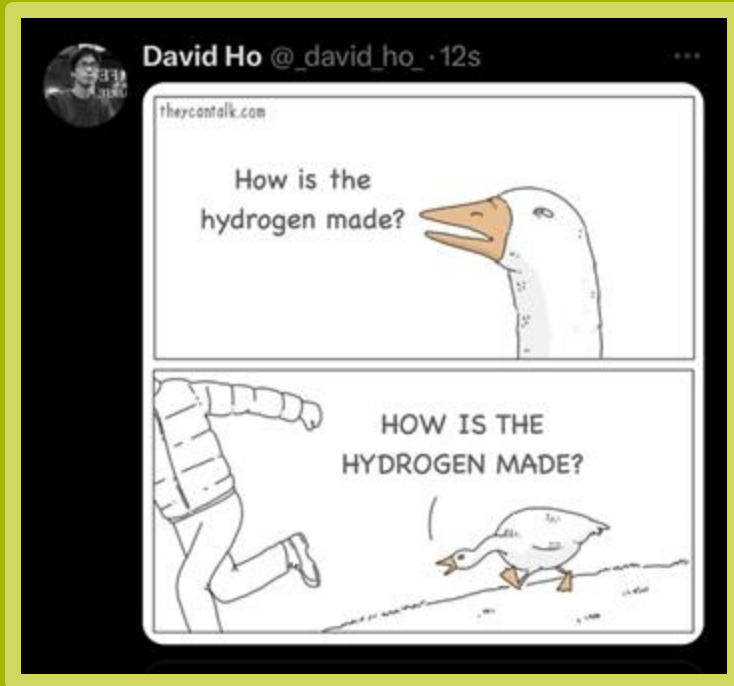 David Ho @_david_ho_ · 12s
theycantalk.com
How is the
hydrogen made?
HOW IS THE
HYDROGEN MADE?